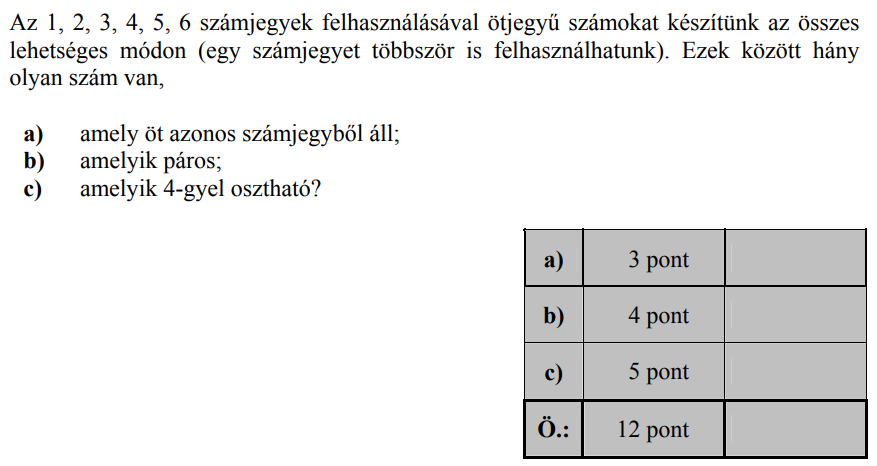 Az 1, 2, 3, 4, 5, 6 számjegyek felhasználásával ötjegyű számokat készítünk az összes
lehetséges módon (egy számjegyet többször is felhasználhatunk). Ezek között hány
olyan szám van,
a) amely öt azonos számjegyből áll;
b) amelyik páros;
c) amelyik 4-gyel osztható?
a) 3 pont
b) 4 pont
c) 5 pont
Ö.: 12 pont